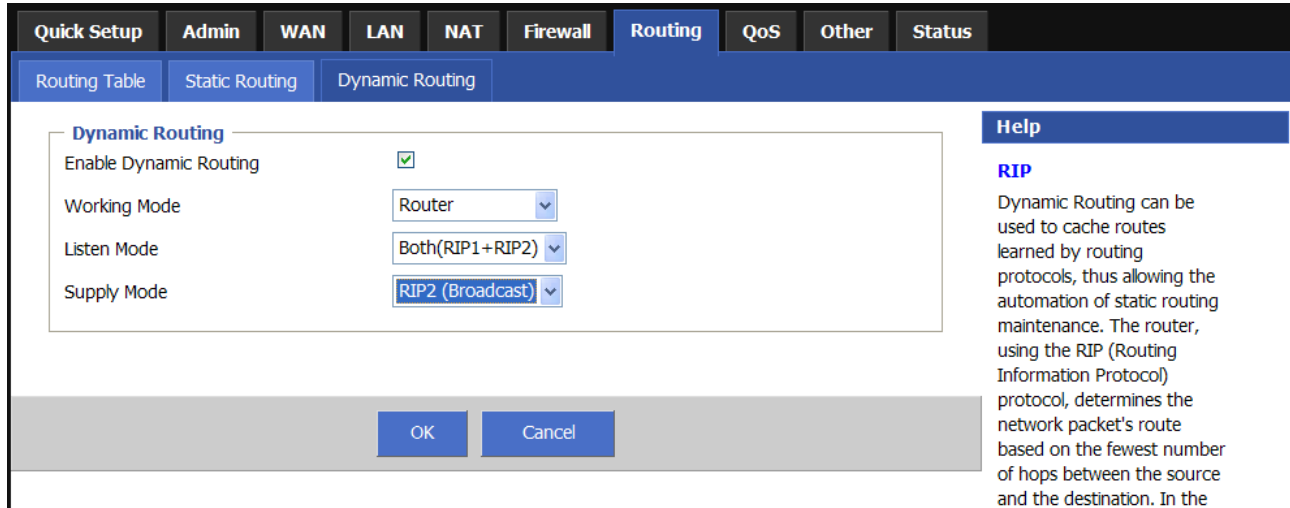 Quick Setup Admin WAN LAN NAT Firewall Routing QoS Other Status
Routing Table Static Routing Dynamic Routing
Dynamic Routing
Enable Dynamic Routing
Working Mode Router
Listen Mode Both(RIP1+RIP2)
Supply Mode RIP2 (Broadcast)
OK Cancel
Help
RIP
Dynamic Routing can be
used to cache routes
learned by routing
protocols, thus allowing the
automation of static routing
maintenance. The router,
using the RIP (Routing
Information Protocol)
protocol, determines the
network packet's route
based on the fewest number
of hops between the source
and the destination. In the